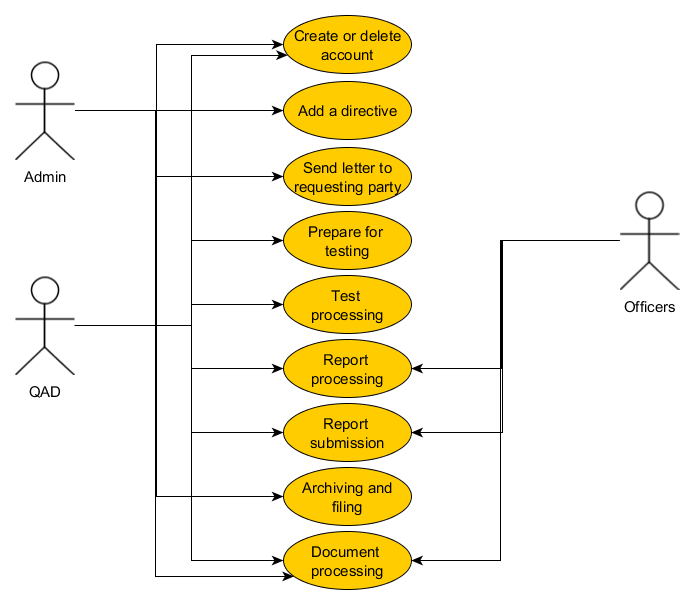 Create or delete
account
Add a directive
Admin
Send letter to
requesting party
Prepare for
testing
Test
processing
Officers
Report
processing
QAD
Report
submission
Archiving and
filing
Document
processing